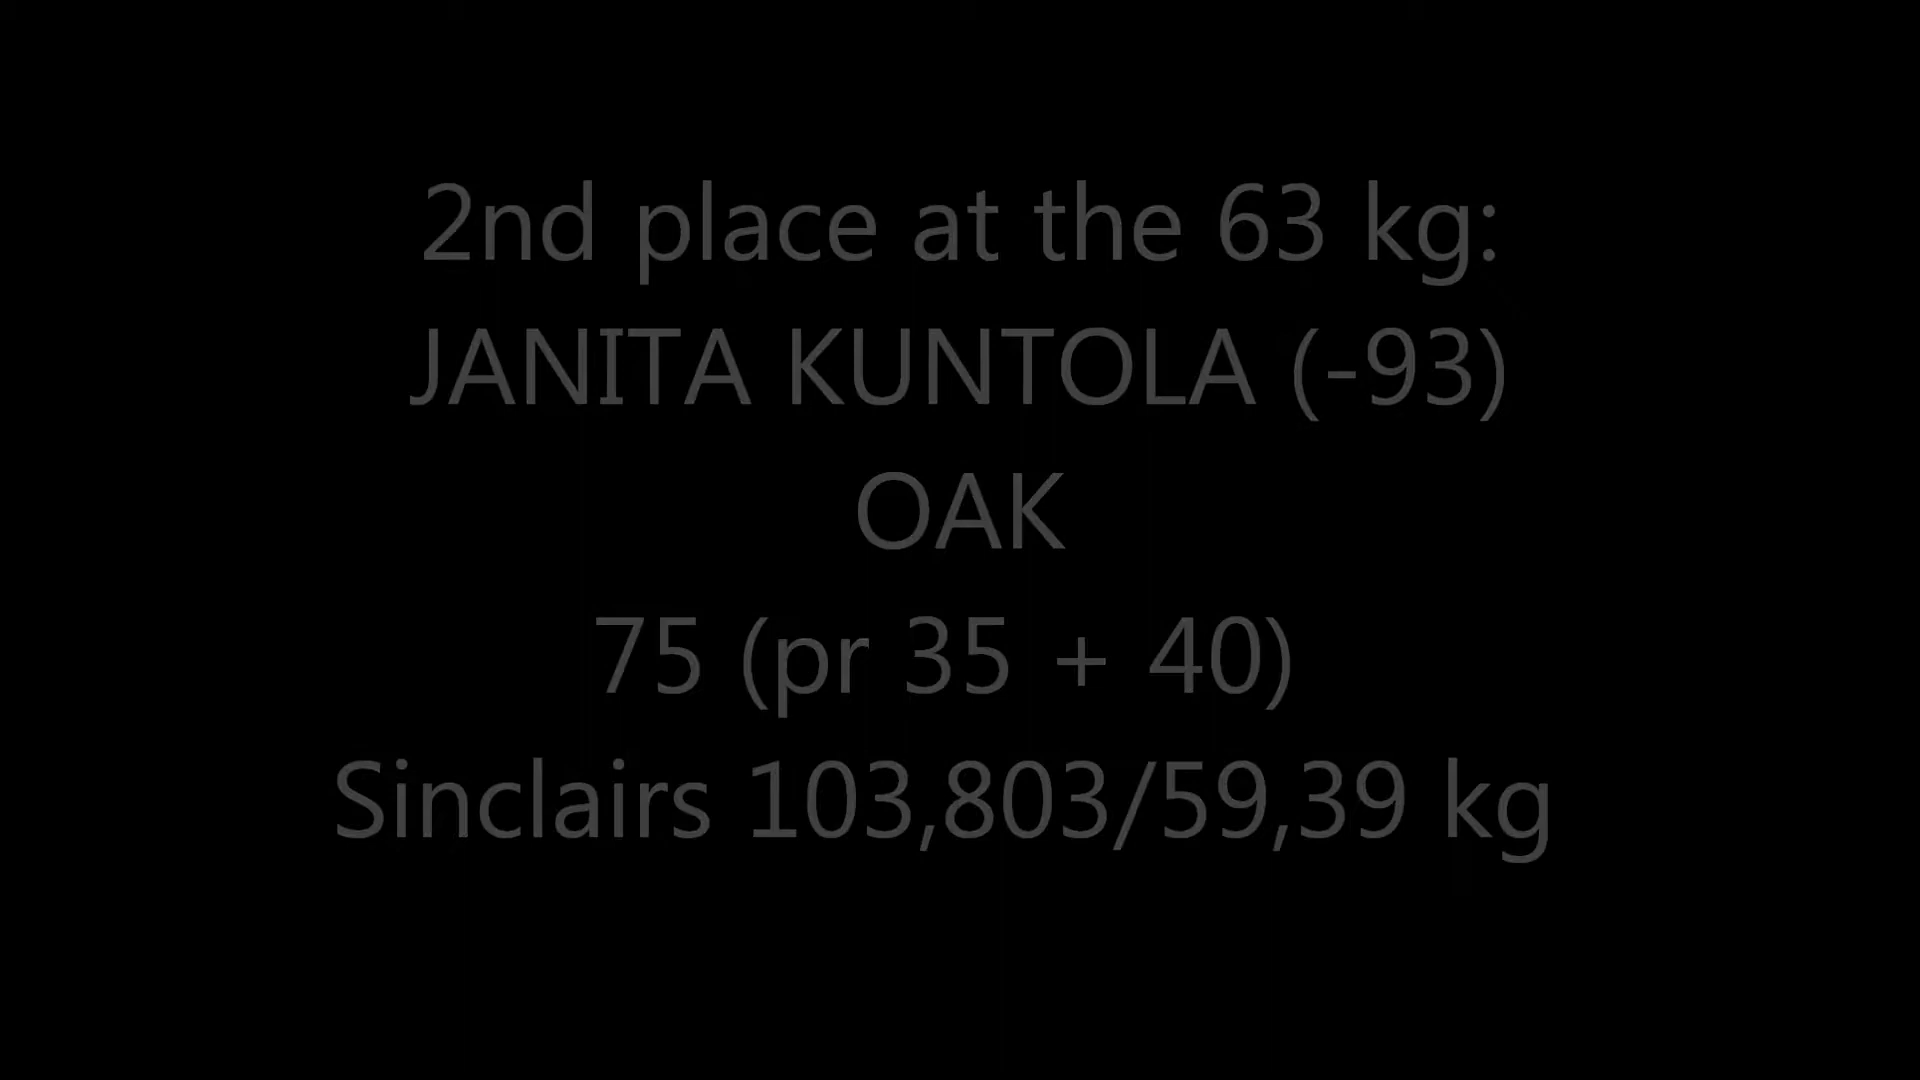 2nd place at the 63 kg:
JANITA KUNTOLA (-93)
OAK
75 (pr 35 + 40)
Sinclairs 103,803/59,39 kg